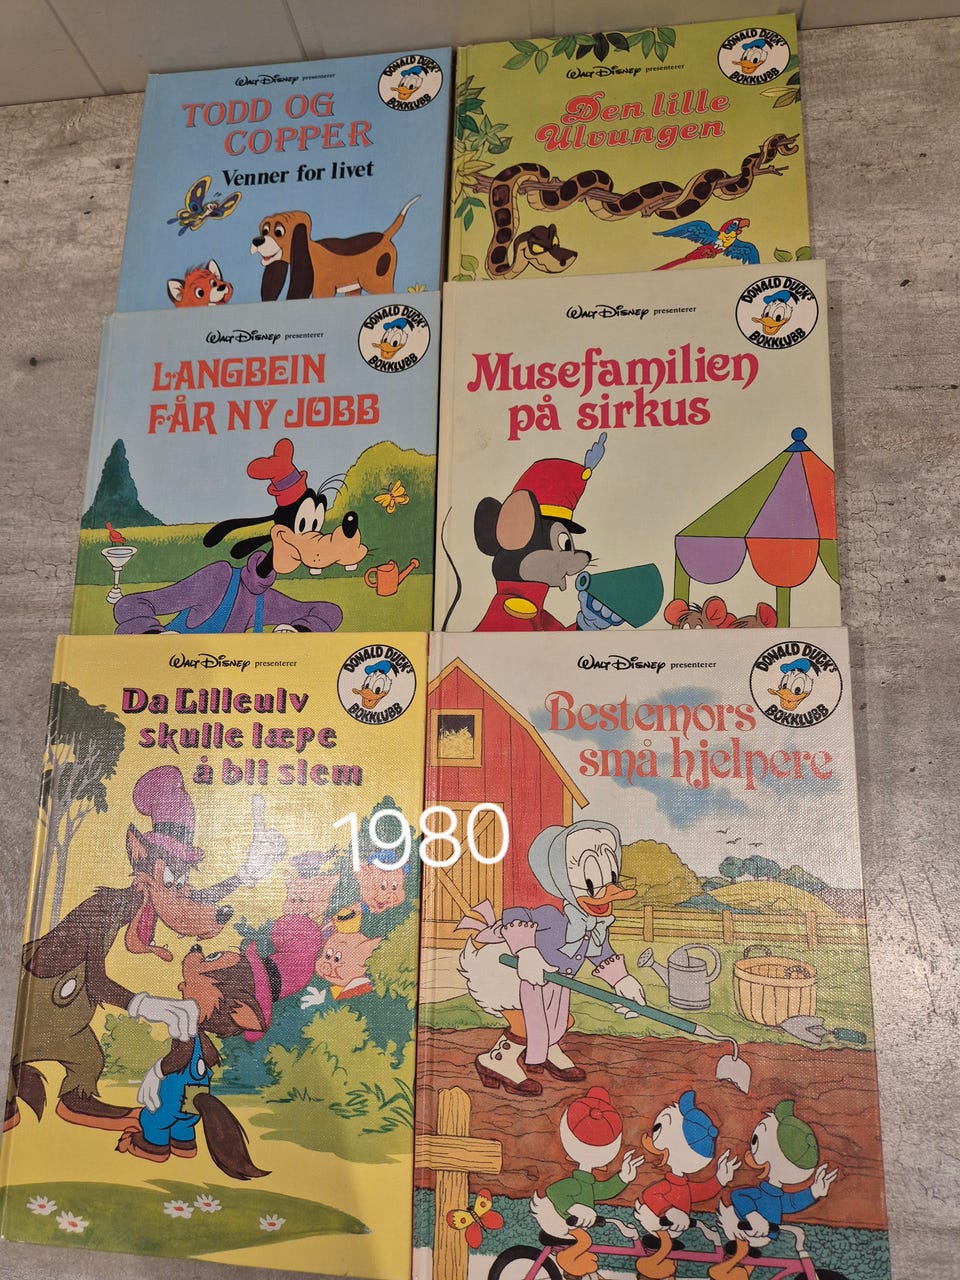 WALT DISNEY presenterer
DONALD DUCK'S
BOKKLUBB
TODD OG
COPPER
Venner for livet
WALT DISNEY presenterer
DONALD DUCK'S
BOKKLUBB
Den lille
Ulvungen
WALT DISNEY presenterer
DONALD DUCK'S
BOKKLUBB
LANGBEIN
FÅR NY JOBB
WALT DISNEY presenterer
DONALD DUCK'S
BOKKLUBB
Musefamilien
på sirkus
WALT DISNEY presenterer
DONALD DUCK'S
BOKKLUBB
Da Lilleulv
skulle læpe
å bli slem
WALT DISNEY presenterer
DONALD DUCK'S
BOKKLUBB
Bestemors
små hjelpere
1980